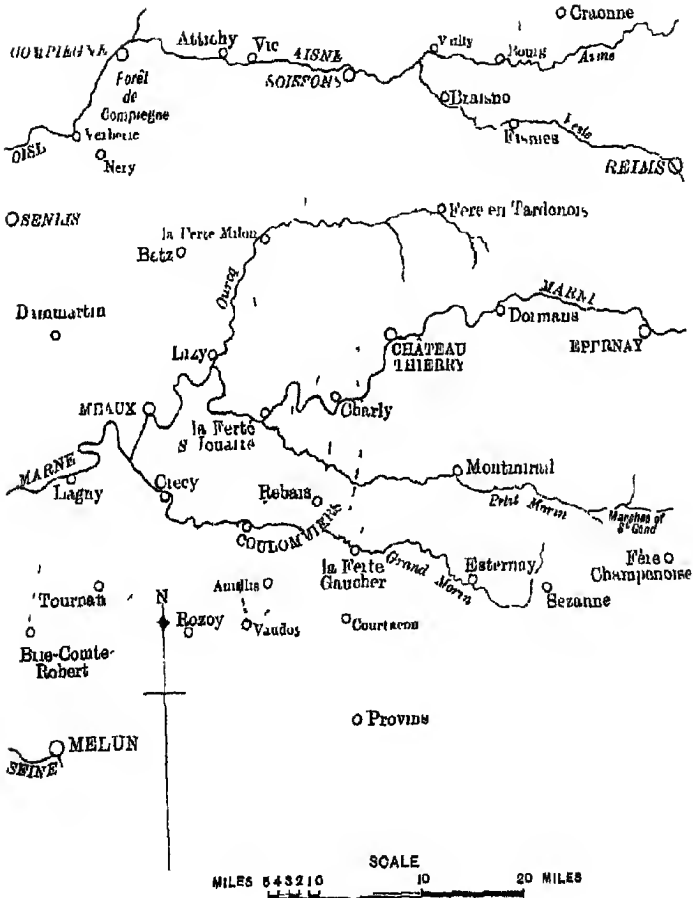 Craonne
COMPIEGNE
Attichy
Vic
AISNE
SOISSONS
Vailly
Bourg
Aisne
Forêt
de
Compiegne
Braisne
Fismes
Vesle
REIMS
Verberie
OISE
Nery
SENLIS
la Ferte Milon
Fere en Tardenois
Betz
Ourcq
Dammartin
MARNE
Dormans
EPERNAY
Lizy
CHÂTEAU
THIERRY
MEAUX
Charly
la Ferté
S Jouarre
MARNE
Lagny
Crecy
Montmirail
Rebais
Petit Morin
Marshes of
St Gond
COULOMMIERS
la Ferte
Gaucher
Grand Morin
Esternay
Fère
Champenoise
Sezanne
Tournan
Amillis
N
Rozoy
Vaudoy
Courtacon
Brie-Comte-
Robert
Provins
MELUN
SEINE
SCALE
MILES 5 4 3 2 1 0 10 20 MILES